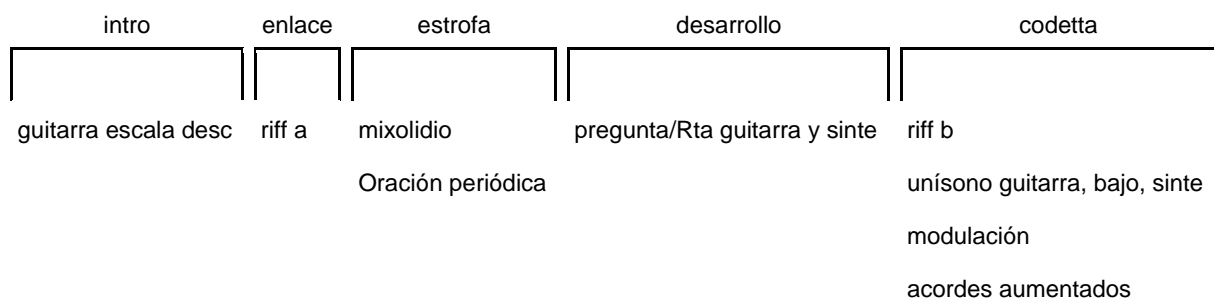 intro enlace estrofa desarrollo codetta
guitarra escala desc riff a mixolidio pregunta/Rta guitarra y sinte riff b
Oración periódica unísono guitarra, bajo, sinte
modulación
acordes aumentados